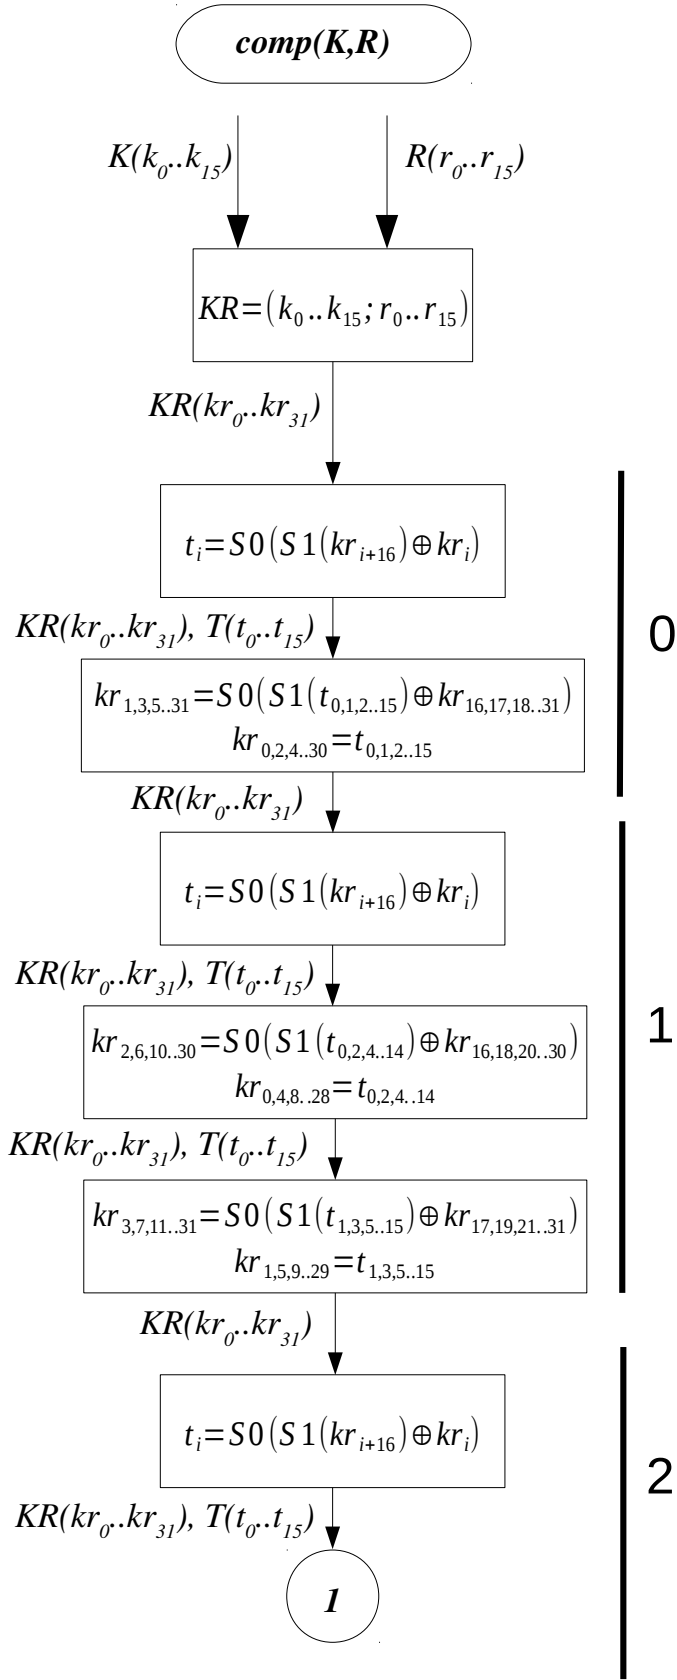 comp(K,R)
K(k₀..k₁₅) R(r₀..r₁₅)
KR=(k₀..k₁₅;r₀..r₁₅)
KR(kr₀..kr₃₁)
tᵢ=S0(S1(krᵢ₊₁₆)⊕krᵢ)
KR(kr₀..kr₃₁), T(t₀..t₁₅)
0
kr₁,₃,₅..₃₁=S0(S1(t₀,₁,₂..₁₅)⊕kr₁₆,₁₇,₁₈..₃₁)
kr₀,₂,₄..₃₀=t₀,₁,₂..₁₅
KR(kr₀..kr₃₁)
tᵢ=S0(S1(krᵢ₊₁₆)⊕krᵢ)
KR(kr₀..kr₃₁), T(t₀..t₁₅)
1
kr₂,₆,₁₀..₃₀=S0(S1(t₀,₂,₄..₁₄)⊕kr₁₆,₁₈,₂₀..₃₀)
kr₀,₄,₈..₂₈=t₀,₂,₄..₁₄
KR(kr₀..kr₃₁), T(t₀..t₁₅)
kr₃,₇,₁₁..₃₁=S0(S1(t₁,₃,₅..₁₅)⊕kr₁₇,₁₉,₂₁..₃₁)
kr₁,₅,₉..₂₉=t₁,₃,₅..₁₅
KR(kr₀..kr₃₁)
tᵢ=S0(S1(krᵢ₊₁₆)⊕krᵢ)
2
KR(kr₀..kr₃₁), T(t₀..t₁₅)
1